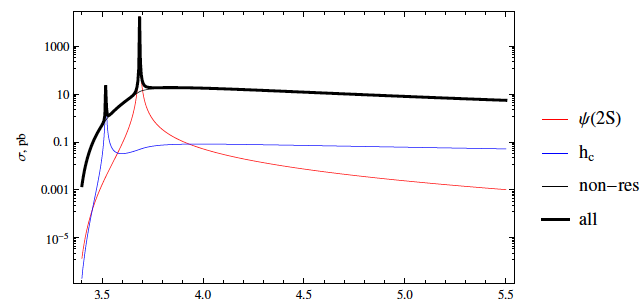 1000
10
0.1
0.001
10⁻⁵
σ, pb
3.5 4.0 4.5 5.0 5.5
ψ(2S)
h_c
non-res
all